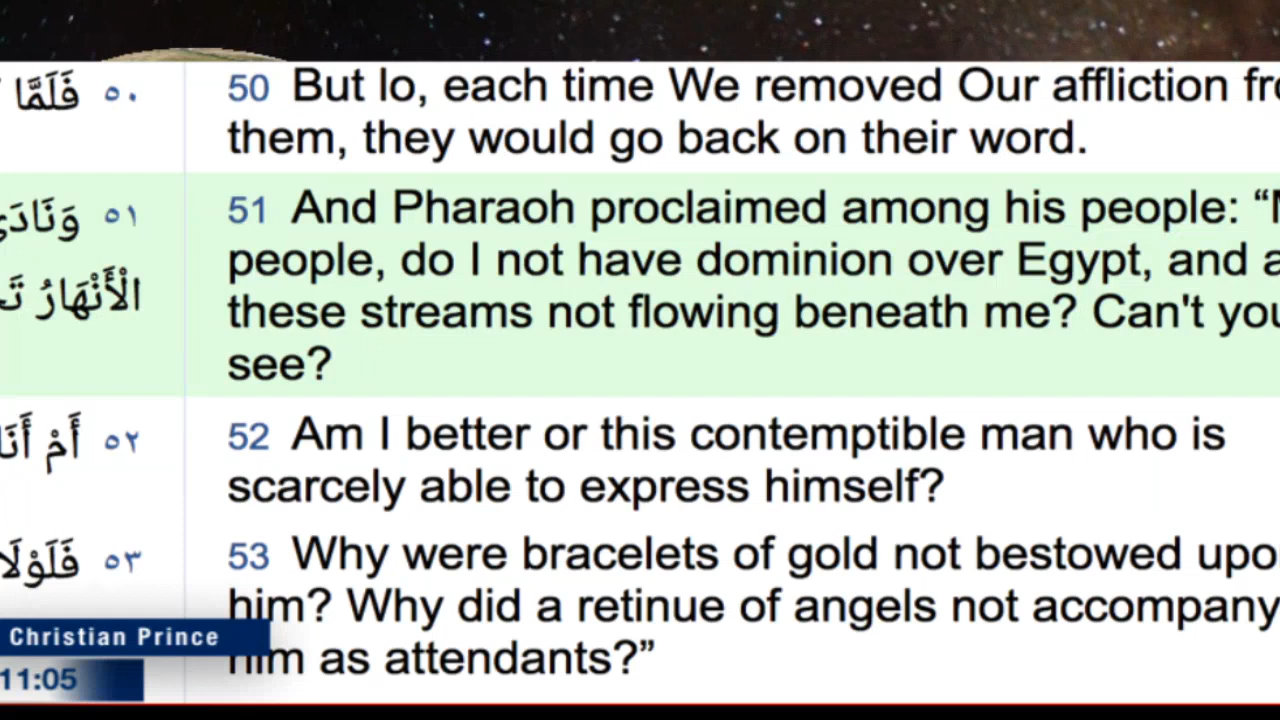 فَلَمَّا ٥٠
50 But lo, each time We removed Our affliction
them, they would go back on their word.
٥١
51 And Pharaoh proclaimed among his people: “
people, do I not have dominion over Egypt, and
الْأَنْهَارُ
these streams not flowing beneath me? Can't you
see?
أَمْ أَنَا ٥٢
52 Am I better or this contemptible man who is
scarcely able to express himself?
فَلَوْلَا ٥٣
53 Why were bracelets of gold not bestowed
him? Why did a retinue of angels not accompany
him as attendants?”
Christian Prince
11:05